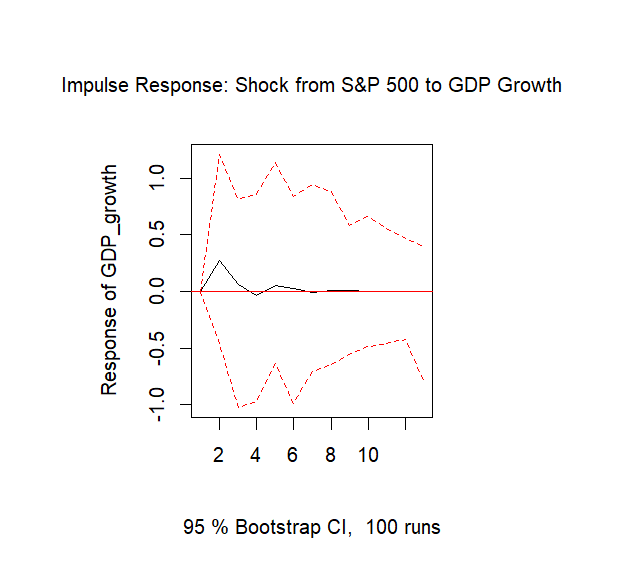 Impulse Response: Shock from S&P 500 to GDP Growth
Response of GDP_growth
1.0
0.5
0.0
-0.5
-1.0
2 4 6 8 10
95 % Bootstrap CI,  100 runs